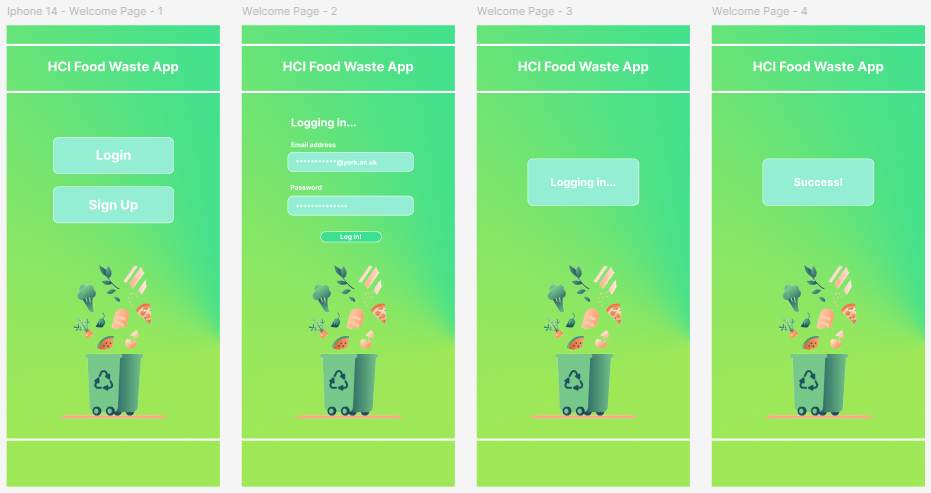 Iphone 14 - Welcome Page - 1
HCI Food Waste App
Login
Sign Up
Welcome Page - 2
HCI Food Waste App
Logging in...
Email address
***********@york.ac.uk
Password
**************
Log in!
Welcome Page - 3
HCI Food Waste App
Logging in...
Welcome Page - 4
HCI Food Waste App
Success!